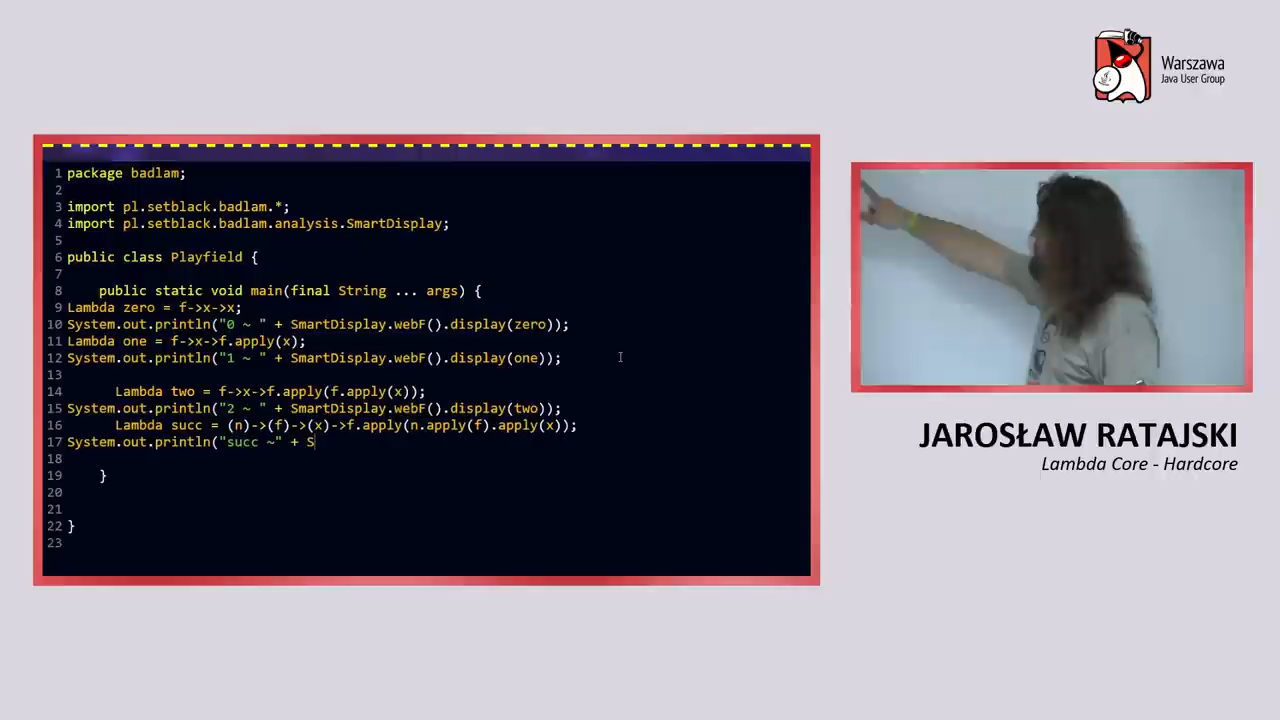 Warszawa
Java User Group
1 package badlam;
2
3 import pl.setblack.badlam.*;
4 import pl.setblack.badlam.analysis.SmartDisplay;
5
6 public class Playfield {
7
8     public static void main(final String ... args) {
9 Lambda zero = f->x->x;
10 System.out.println("0 ~ " + SmartDisplay.webF().display(zero));
11 Lambda one = f->x->f.apply(x);
12 System.out.println("1 ~ " + SmartDisplay.webF().display(one));
13
14       Lambda two = f->x->f.apply(f.apply(x));
15 System.out.println("2 ~ " + SmartDisplay.webF().display(two));
16       Lambda succ = (n)->(f)->(x)->f.apply(n.apply(f).apply(x));
17 System.out.println("succ ~" + S
18
19     }
20
21
22 }
23
JAROSŁAW RATAJSKI
Lambda Core - Hardcore